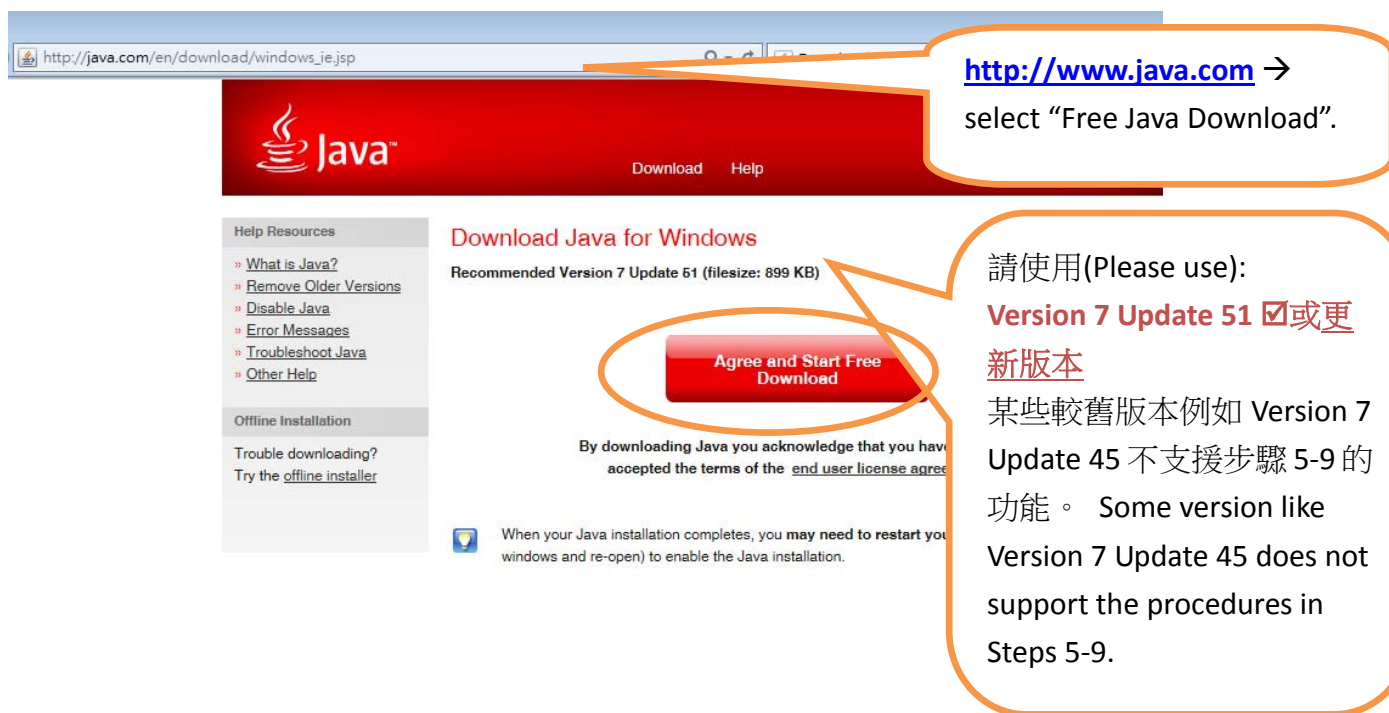 http://java.com/en/download/windows_ie.jsp
http://www.java.com →
select “Free Java Download”.
Java™
Download Help
Help Resources
» What is Java?
» Remove Older Versions
» Disable Java
» Error Messages
» Troubleshoot Java
» Other Help
Offline Installation
Trouble downloading?
Try the offline installer
Download Java for Windows
Recommended Version 7 Update 51 (filesize: 899 KB)
Agree and Start Free
Download
By downloading Java you acknowledge that you have
accepted the terms of the end user license
When your Java installation completes, you may need to restart
windows and re-open) to enable the Java installation.
請使用(Please use):
Version 7 Update 51 ☑或更
新版本
某些較舊版本例如 Version 7
Update 45 不支援步驟 5-9 的
功能。 Some version like
Version 7 Update 45 does not
support the procedures in
Steps 5-9.